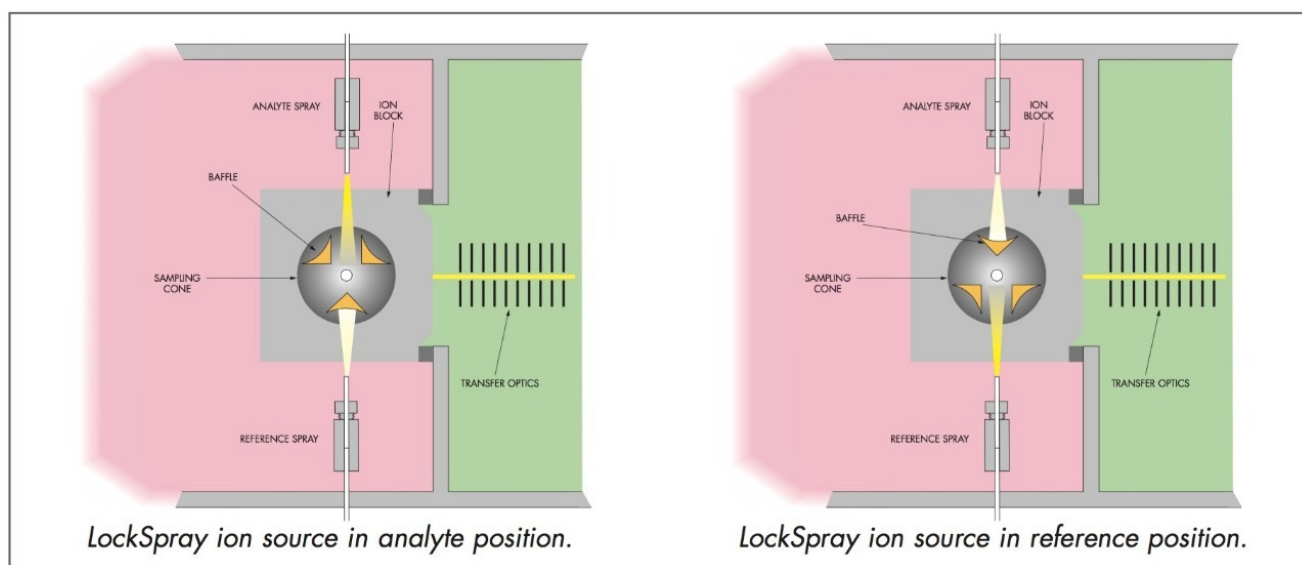 ANALYTE SPRAY
ION
BLOCK
BAFFLE
SAMPLING
CONE
TRANSFER OPTICS
REFERENCE SPRAY
LockSpray ion source in analyte position.
ANALYTE SPRAY
ION
BLOCK
BAFFLE
SAMPLING
CONE
TRANSFER OPTICS
REFERENCE SPRAY
LockSpray ion source in reference position.